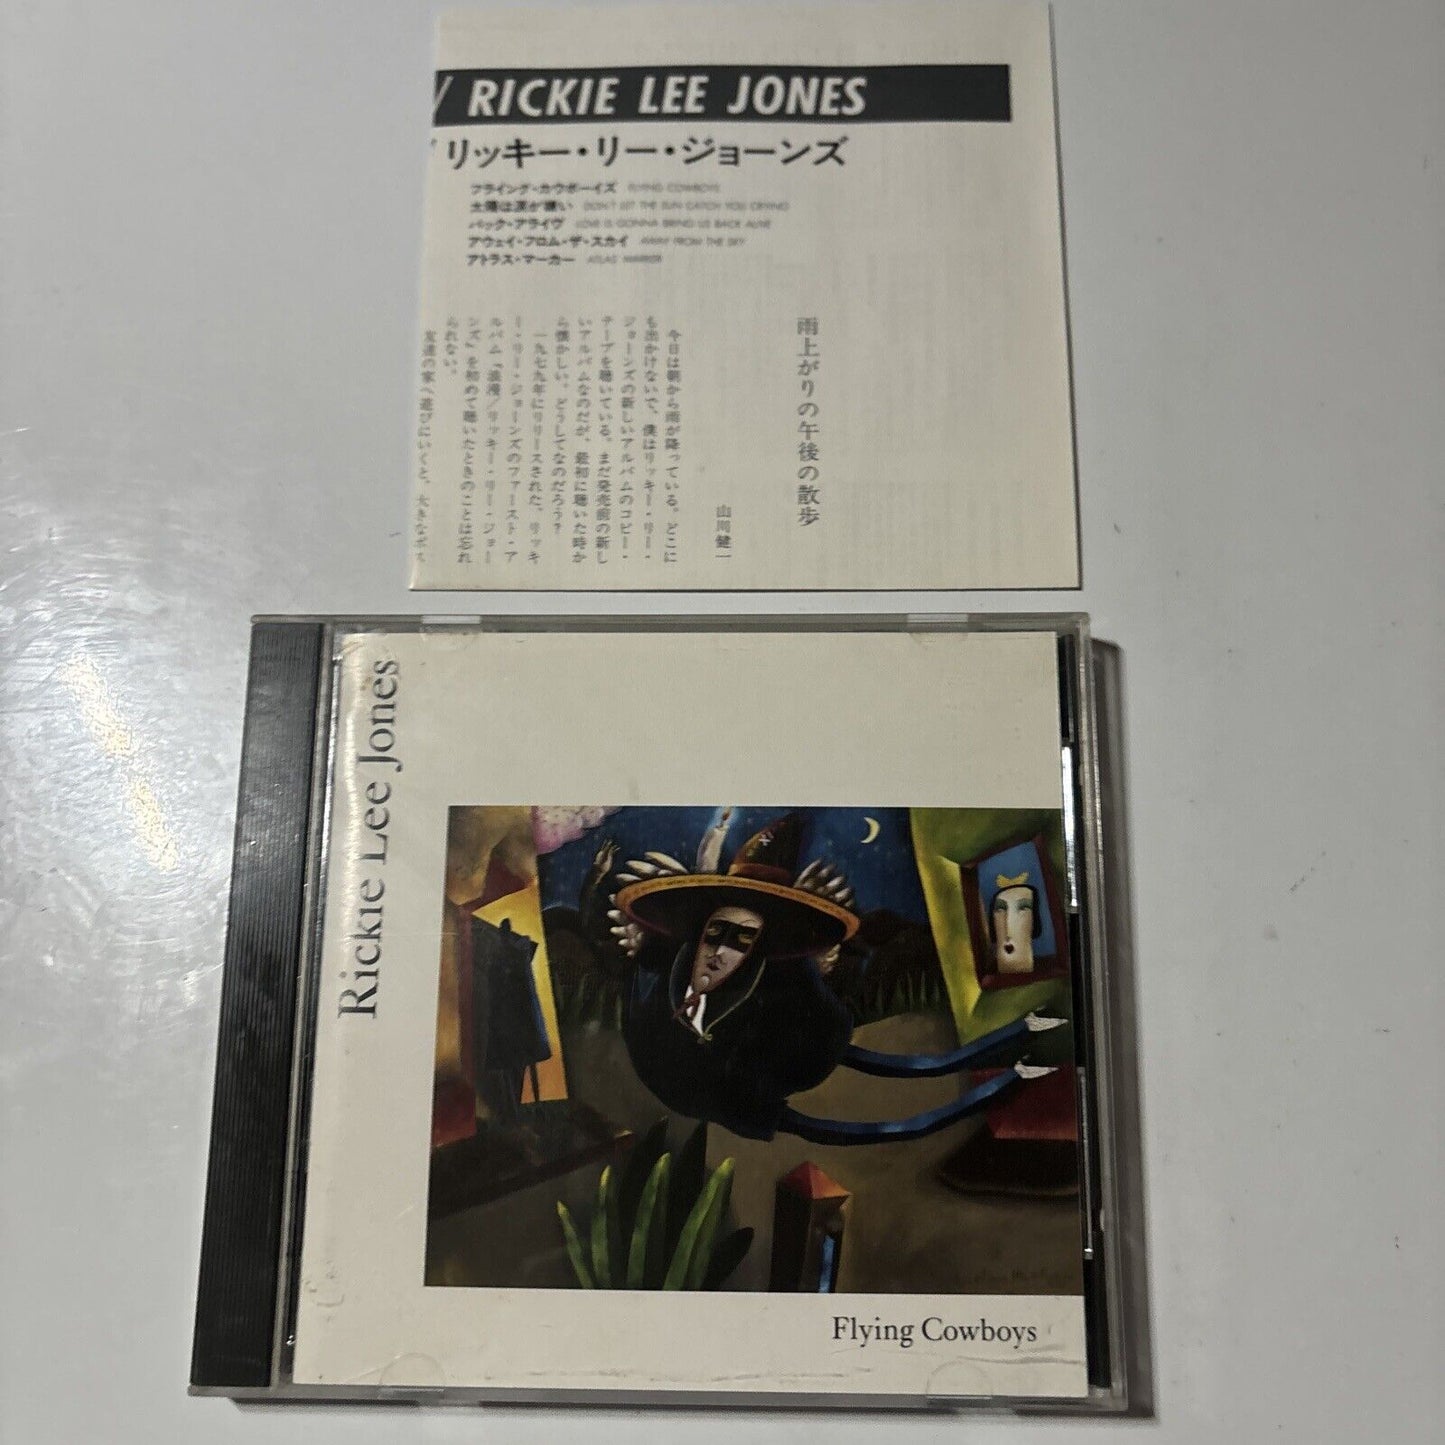 RICKIE LEE JONES
リッキー・リー・ジョーンズ
フライング・カウボーイズ FLYING COWBOYS
太陽は涙が嫌い DON'T LET THE SUN CATCH YOU CRYING
バック・アライヴ LOVE IS GONNA BRING US BACK ALIVE
アウェイ・フロム・ザ・スカイ AWAY FROM THE SKY
アトラス・マーカー ATLAS MARKER
雨上がりの午後の散歩
山川健一
今日は朝から雨が降っている。どこに
も出かけないで、僕はリッキー・リー・
ジョーンズの新しいアルバムのコピー・
テープを聴いている。まだ発売前の新し
いアルバムなのだが、最初に聴いた時か
ら懐かしい。どうしてなのだろう?
一九七九年にリリースされた、リッキ
ー・リー・ジョーンズのファースト・ア
ルバム『浪漫/リッキー・リー・ジョー
ンズ』を初めて聴いたときのことは忘れ
られない。
友達の家へ遊びにいくと、大きなポス
Rickie Lee Jones
Flying Cowboys